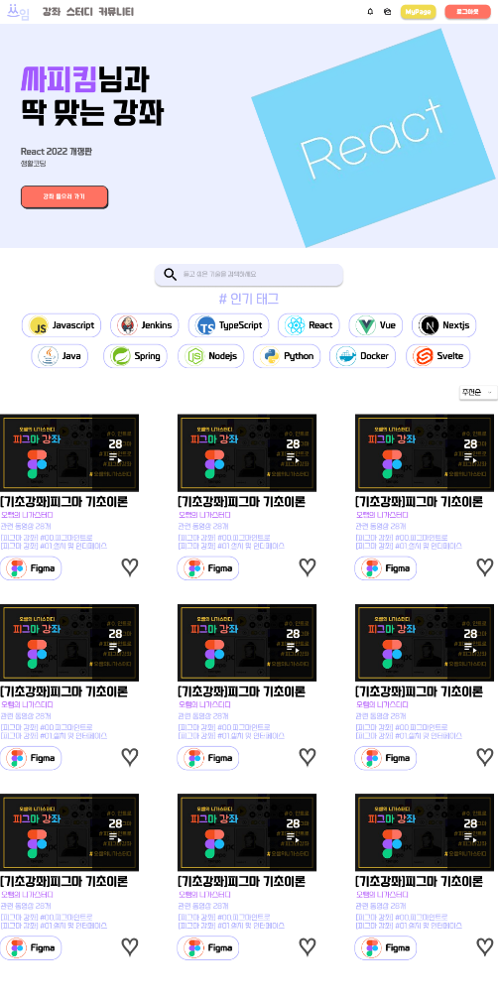 씨임
강좌 스터디 커뮤니티
MyPage
로그아웃
싸피킴님과
딱 맞는 강좌
React 2022 개정판
생활코딩
강좌 들으러 가기
React
듣고 싶은 기술을 검색하세요
# 인기 태그
JS Javascript
Jenkins
TS TypeScript
React
Vue
N Nextjs
Java
Spring
Nodejs
Python
Docker
Svelte
추천순
오템의 니가스터디
피그마 강좌
28
[기초강좌]피그마 기초이론
오템의 니가스터디
관련 동영상 28개
[피그마 강좌] #00.피그마인트로
[피그마 강좌] #01.설치 및 인터페이스
Figma
오템의 니가스터디
피그마 강좌
28
[기초강좌]피그마 기초이론
오템의 니가스터디
관련 동영상 28개
[피그마 강좌] #00.피그마인트로
[피그마 강좌] #01.설치 및 인터페이스
Figma
오템의 니가스터디
피그마 강좌
28
[기초강좌]피그마 기초이론
오템의 니가스터디
관련 동영상 28개
[피그마 강좌] #00.피그마인트로
[피그마 강좌] #01.설치 및 인터페이스
Figma
오템의 니가스터디
피그마 강좌
28
[기초강좌]피그마 기초이론
오템의 니가스터디
관련 동영상 28개
[피그마 강좌] #00.피그마인트로
[피그마 강좌] #01.설치 및 인터페이스
Figma
오템의 니가스터디
피그마 강좌
28
[기초강좌]피그마 기초이론
오템의 니가스터디
관련 동영상 28개
[피그마 강좌] #00.피그마인트로
[피그마 강좌] #01.설치 및 인터페이스
Figma
오템의 니가스터디
피그마 강좌
28
[기초강좌]피그마 기초이론
오템의 니가스터디
관련 동영상 28개
[피그마 강좌] #00.피그마인트로
[피그마 강좌] #01.설치 및 인터페이스
Figma
오템의 니가스터디
피그마 강좌
28
[기초강좌]피그마 기초이론
오템의 니가스터디
관련 동영상 28개
[피그마 강좌] #00.피그마인트로
[피그마 강좌] #01.설치 및 인터페이스
Figma
오템의 니가스터디
피그마 강좌
28
[기초강좌]피그마 기초이론
오템의 니가스터디
관련 동영상 28개
[피그마 강좌] #00.피그마인트로
[피그마 강좌] #01.설치 및 인터페이스
Figma
오템의 니가스터디
피그마 강좌
28
[기초강좌]피그마 기초이론
오템의 니가스터디
관련 동영상 28개
[피그마 강좌] #00.피그마인트로
[피그마 강좌] #01.설치 및 인터페이스
Figma